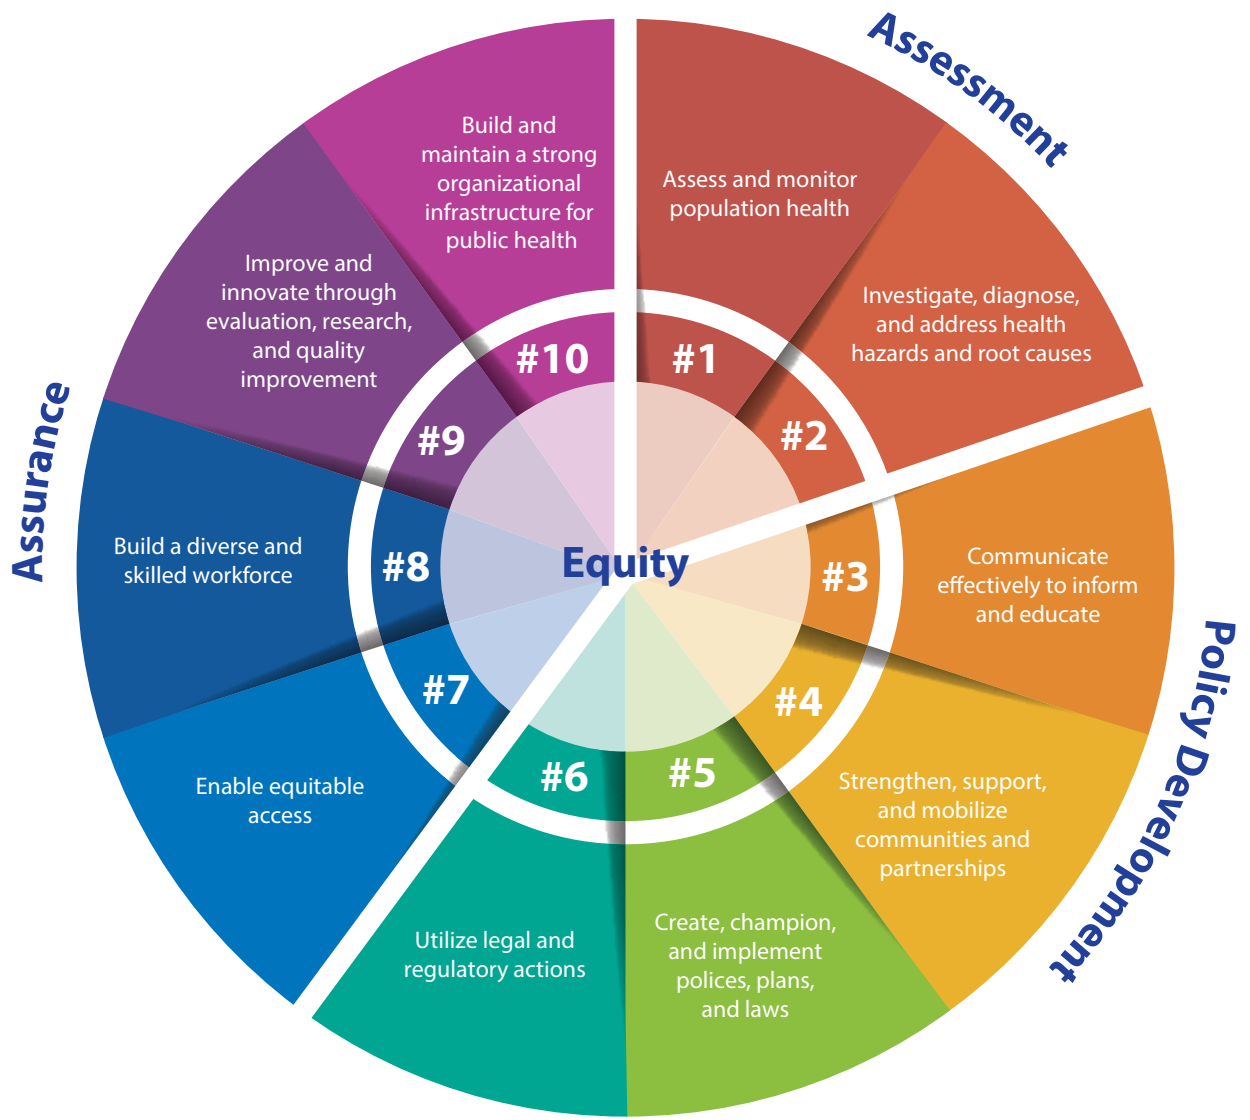 Assessment
Assess and monitor
population health
#1
Investigate, diagnose,
and address health
hazards and root causes
#2
Policy Development
Communicate
effectively to inform
and educate
#3
Strengthen, support,
and mobilize
communities and
partnerships
#4
Create, champion,
and implement
polices, plans,
and laws
#5
Utilize legal and
regulatory actions
#6
Assurance
Enable equitable
access
#7
Build a diverse and
skilled workforce
#8
Improve and
innovate through
evaluation, research,
and quality
improvement
#9
Build and
maintain a strong
organizational
infrastructure for
public health
#10
Equity